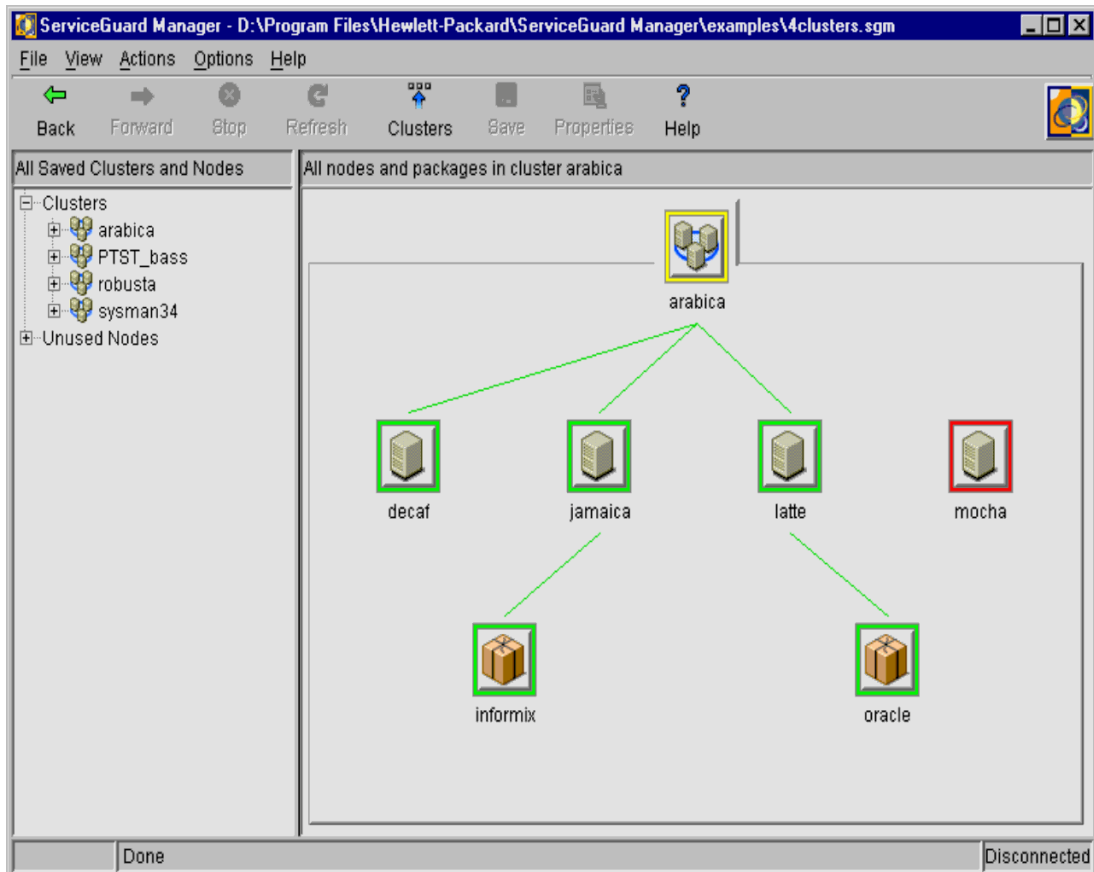 ServiceGuard Manager - D:\Program Files\Hewlett-Packard\ServiceGuard Manager\examples\4clusters.sgm
File View Actions Options Help
Back Forward Stop Refresh Clusters Save Properties Help
All Saved Clusters and Nodes
All nodes and packages in cluster arabica
Clusters
arabica
PTST_bass
robusta
sysman34
Unused Nodes
arabica
decaf jamaica latte mocha
informix oracle
Done
Disconnected